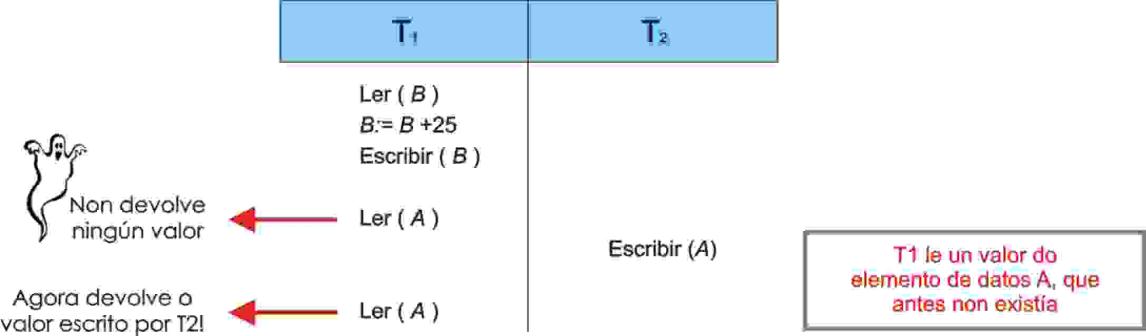 T1 T2
Ler ( B )
B:= B +25
Escribir ( B )
Non devolve
ningún valor
Ler ( A )
Escribir (A)
T1 le un valor do
elemento de datos A, que
antes non existía
Agora devolve o
valor escrito por T2!
Ler ( A )